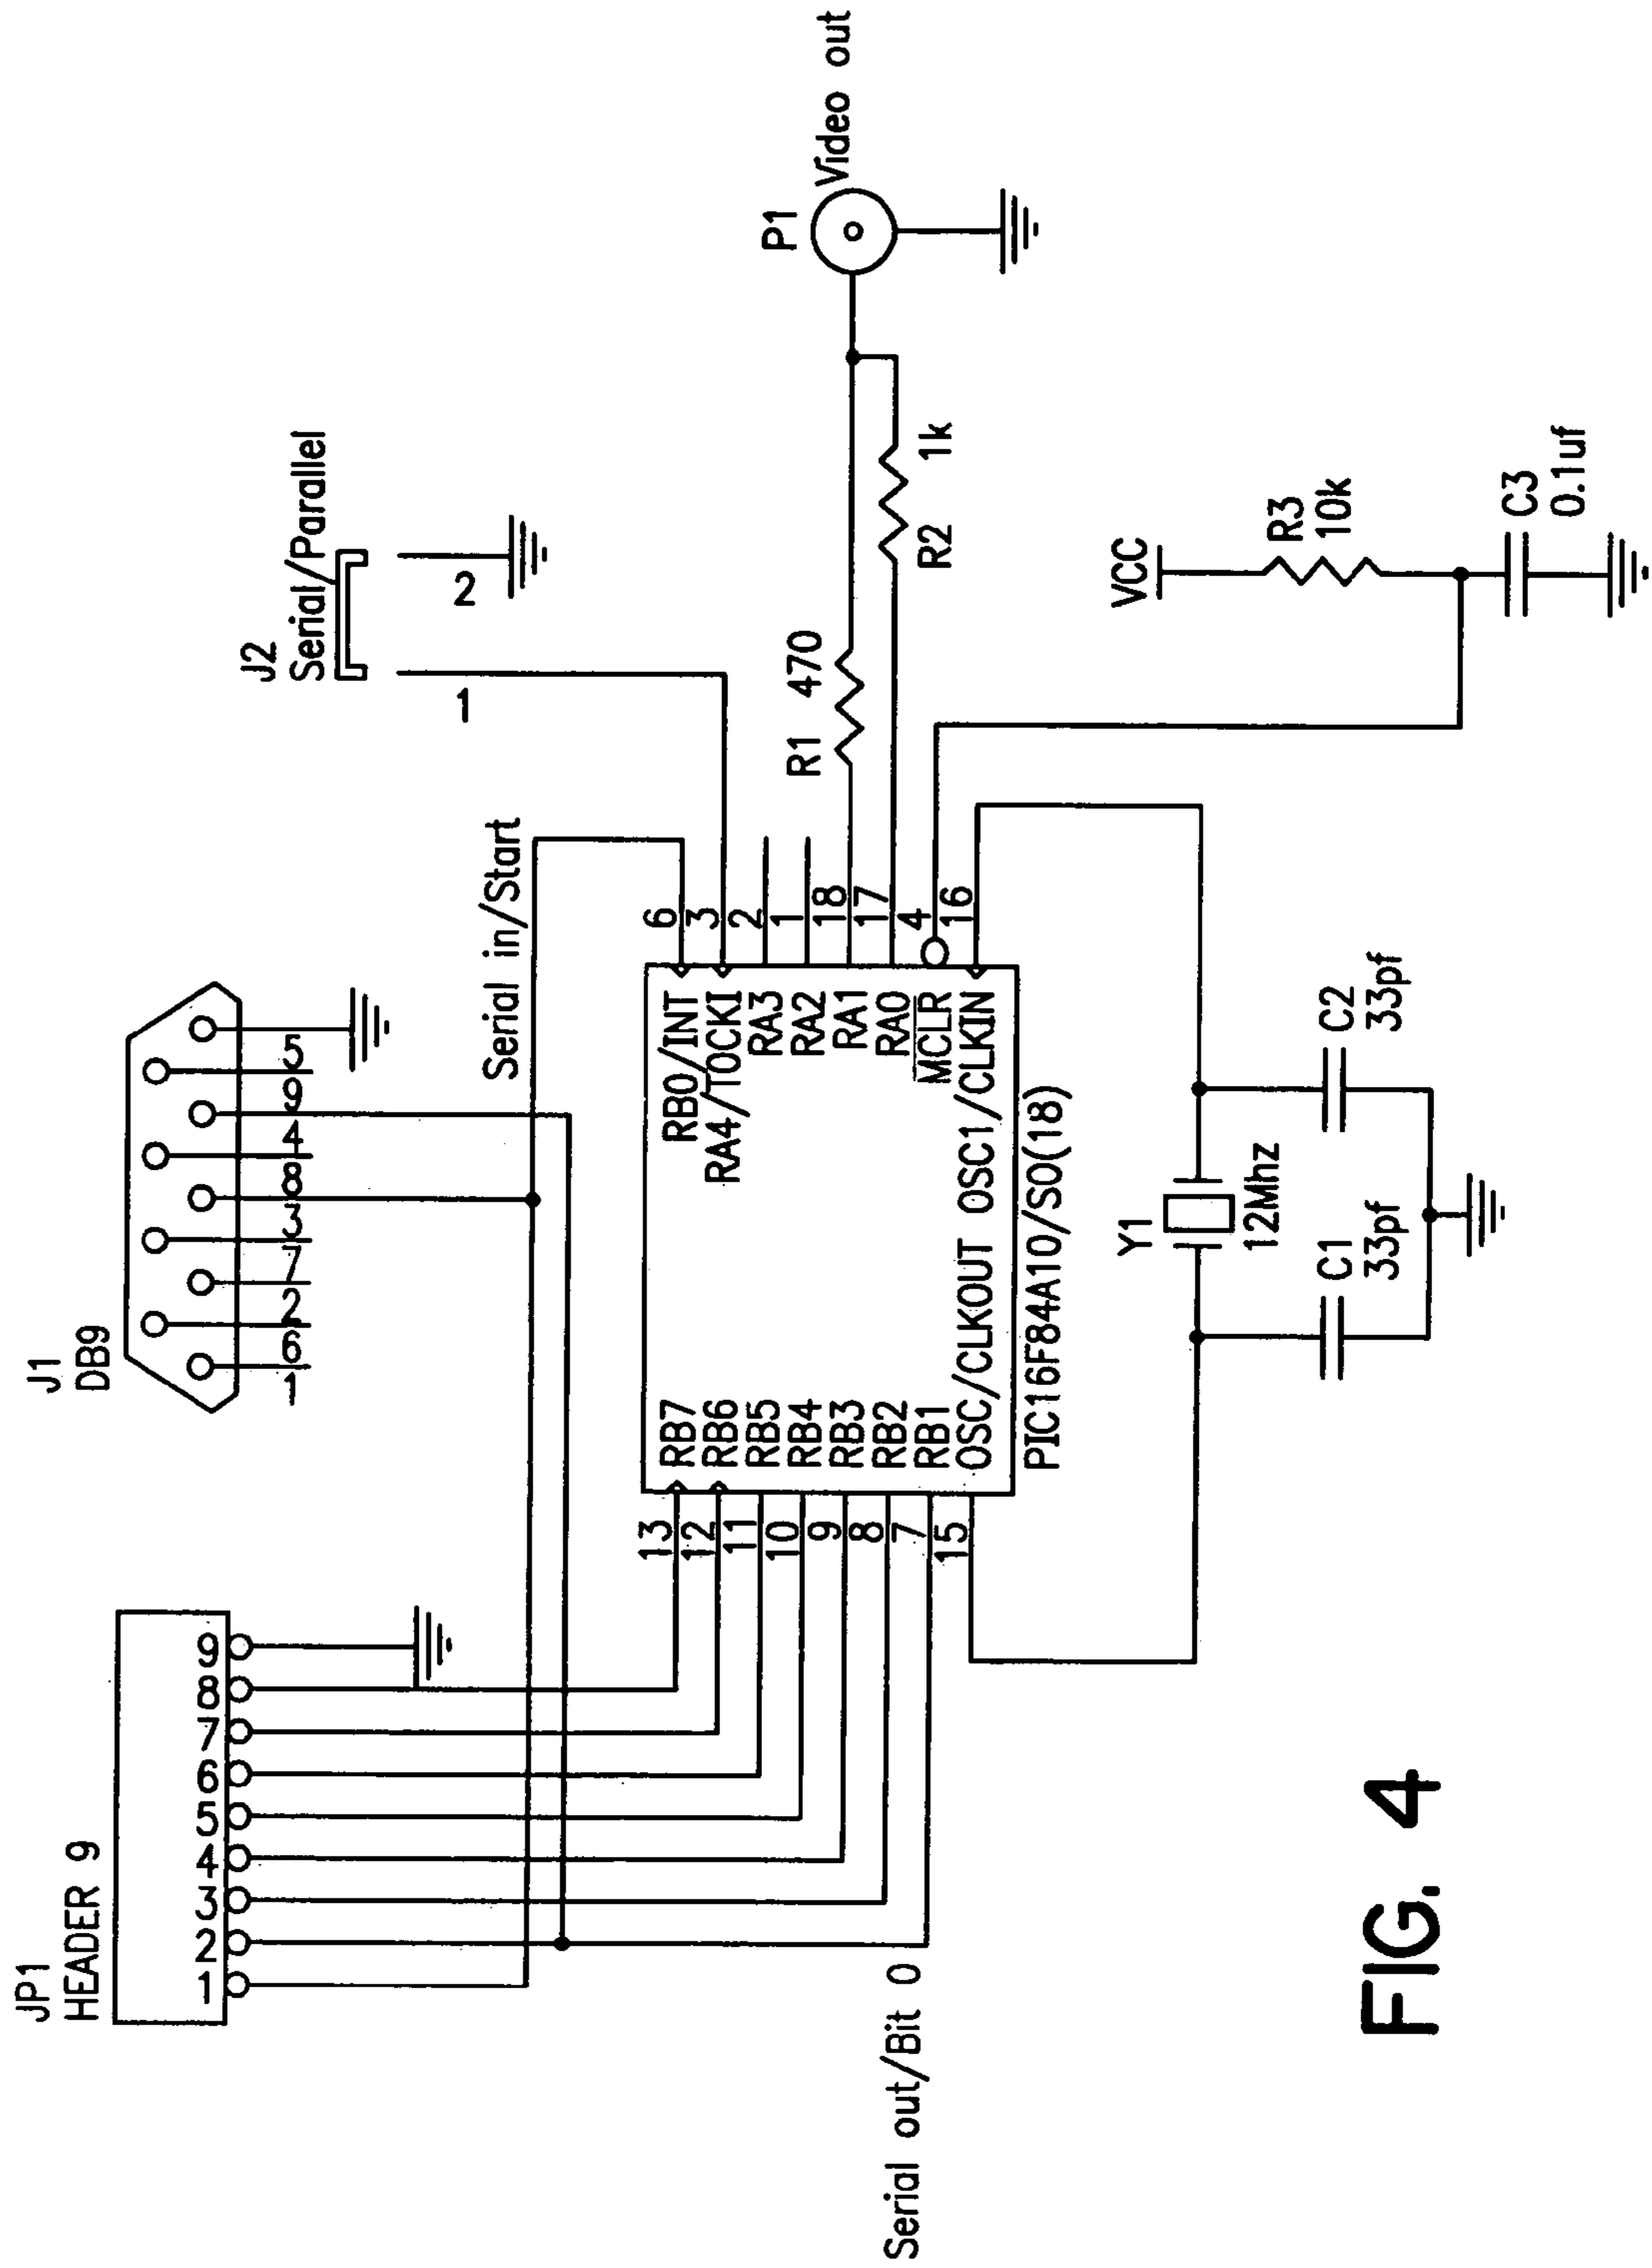 JP1
HEADER 9
1
2
3
4
5
6
7
8
9
J1
DB9
1
6
2
7
3
8
4
9
5
J2
Serial/Parallel
1
2
Serial in/Start
Serial out/Bit 0
13
12
11
10
9
8
7
15
RB7
RB6
RB5
RB4
RB3
RB2
RB1
OSC/CLKOUT OSC1/CLKIN
RB0/INT
RA4/TOCKI
RA3
RA2
RA1
RA0
MCLR
6
3
2
1
18
17
4
16
PIC16F84A10/SO(18)
R1 470
R2 1k
P1
Video out
VCC
R3
10k
C3
0.1uf
Y1
12Mhz
C1
33pf
C2
33pf
FIG. 4